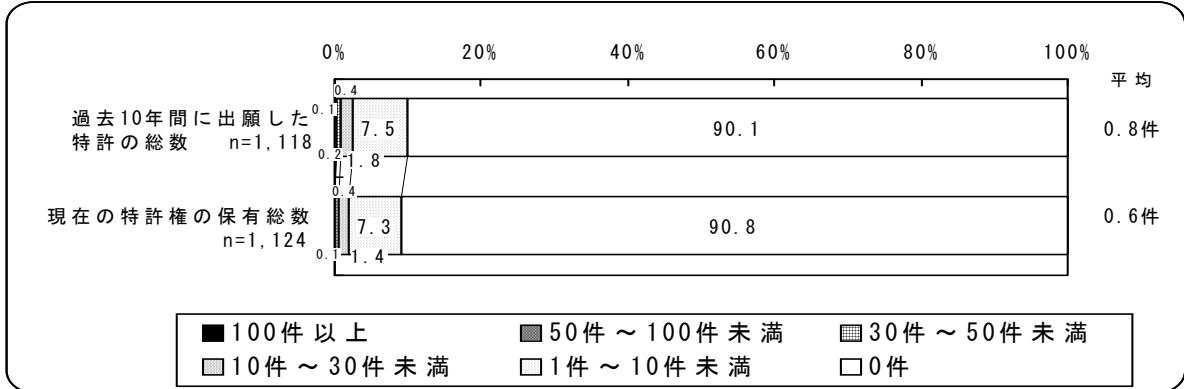 0% 20% 40% 60% 80% 100%
平均
0.4
過去10年間に出願した 0.1
特許の総数 n=1,118 7.5 90.1 0.8件
0.2 1.8
0.4
現在の特許権の保有総数 7.3 90.8 0.6件
n=1,124
0.1 1.4
100件以上 50件～100件未満 30件～50件未満
10件～30件未満 1件～10件未満 0件